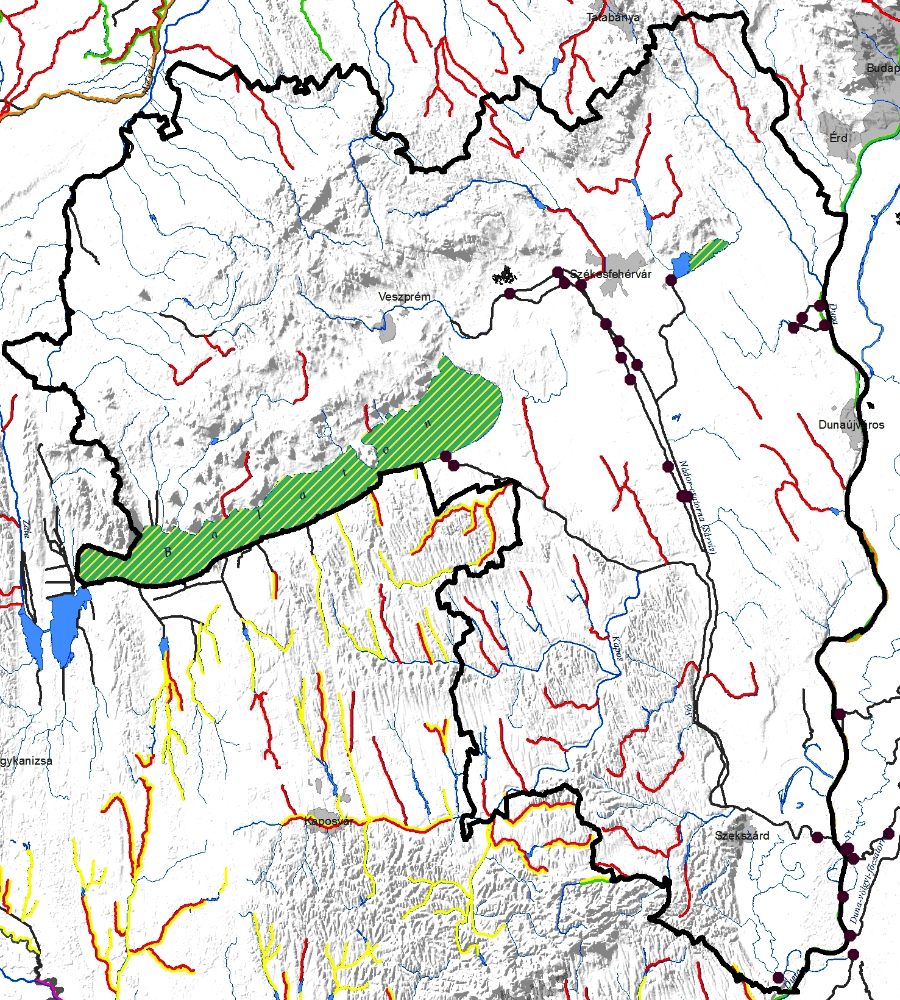 Tatabánya
Budap
Érd
Székesfehérvár
Veszprém
Duna
Dunaújváros
Nádor-csatorna (Sárvíz)
Zala
B a l a t o n
Kapos
Sió
gykanizsa
Kaposvár
Szekszárd
Duna-völgyi-főcsatorn
Duna